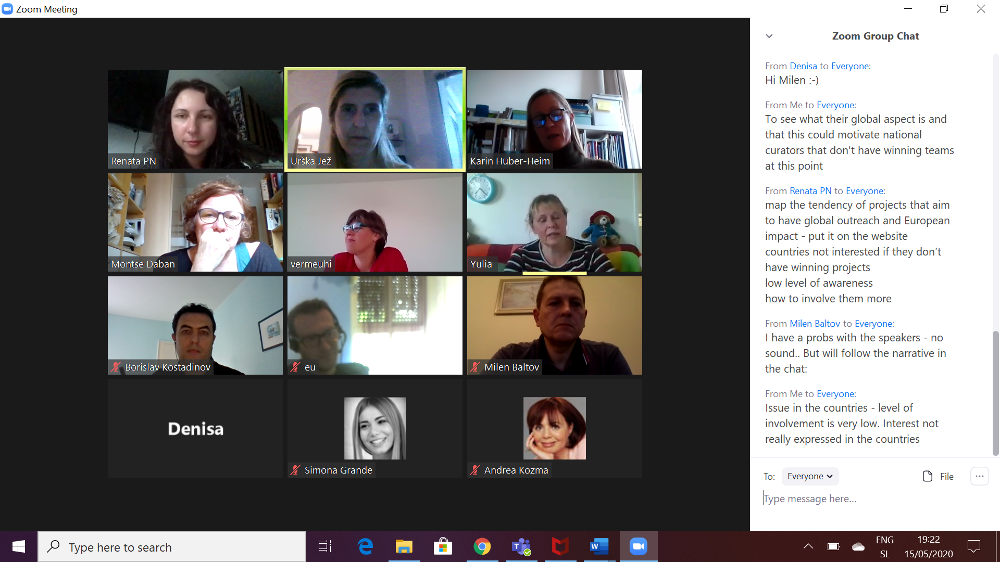 Zoom Meeting
Renata PN
Urška Jež
Karin Huber-Heim
Montse Daban
vermeuhi
Yulia
Borislav Kostadinov
eu
Milen Baltov
Denisa
Simona Grande
Andrea Kozma
Zoom Group Chat
From Denisa to Everyone:
Hi Milen :-)
From Me to Everyone:
To see what their global aspect is and
that this could motivate national
curators that don't have winning teams
at this point
From Renata PN to Everyone:
map the tendency of projects that aim
to have global outreach and European
impact - put it on the website
countries not interested if they don’t
have winning projects
low level of awareness
how to involve them more
From Milen Baltov to Everyone:
I have a probs with the speakers - no
sound.. But will follow the narrative in
the chat:
From Me to Everyone:
Issue in the countries - level of
involvement is very low. Interest not
really expressed in the countries
To: Everyone File ...
Type message here...
Type here to search
ENG
SL
19:22
15/05/2020